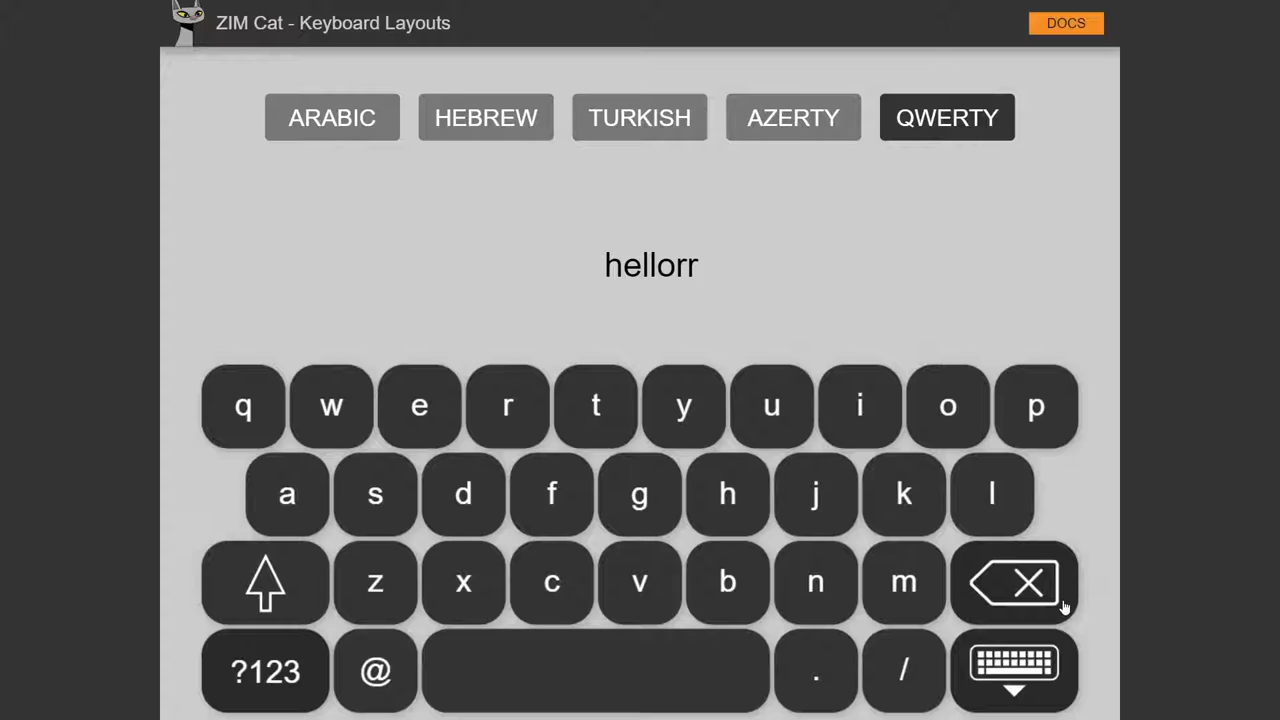 ZIM Cat - Keyboard Layouts
DOCS
ARABIC HEBREW TURKISH AZERTY QWERTY
hellorr
q w e r t y u i o p
a s d f g h j k l
z x c v b n m
?123 @ . /